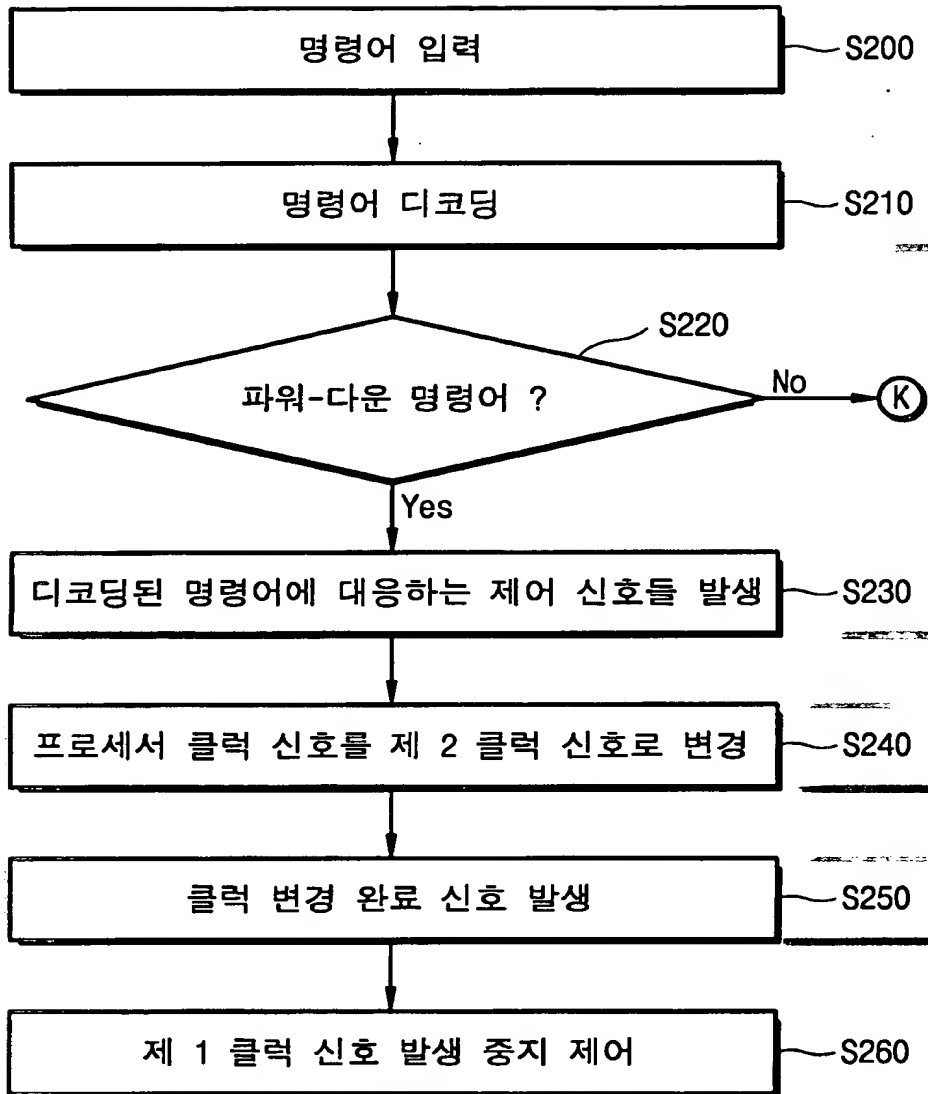 명령어 입력
S200
명령어 디코딩
S210
S220
파워-다운 명령어 ?
No
K
Yes
디코딩된 명령어에 대응하는 제어 신호들 발생
S230
프로세서 클럭 신호를 제 2 클럭 신호로 변경
S240
클럭 변경 완료 신호 발생
S250
제 1 클럭 신호 발생 중지 제어
S260